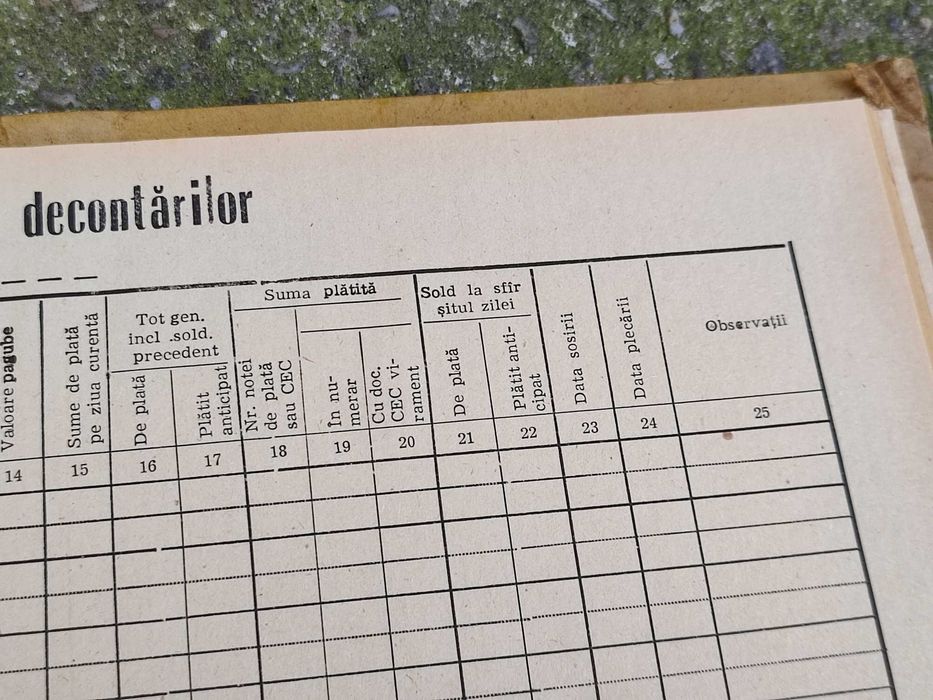 decontărilor
Valoare pagube
Sume de plată
pe ziua curentă
Tot gen.
incl .sold.
precedent
De plată
Plătit
anticipat
Suma plătită
Nr. notei
de plată
sau CEC
În nu-
merar
Cu doc.
CEC vi-
rament
Sold la sfîr
șitul zilei
De plată
Plătit anti-
cipat
Data sosirii
Data plecării
Observații
14 15 16 17 18 19 20 21 22 23 24 25